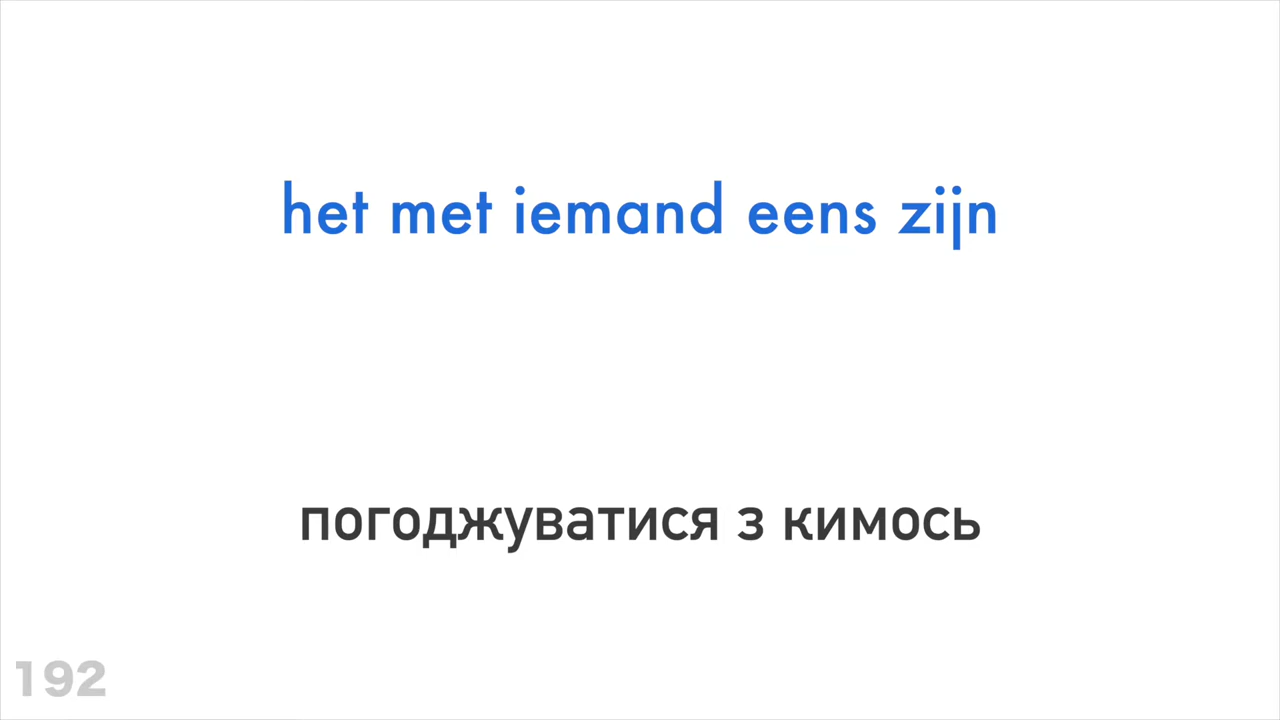 het met iemand eens zijn
погоджуватися з кимось
192